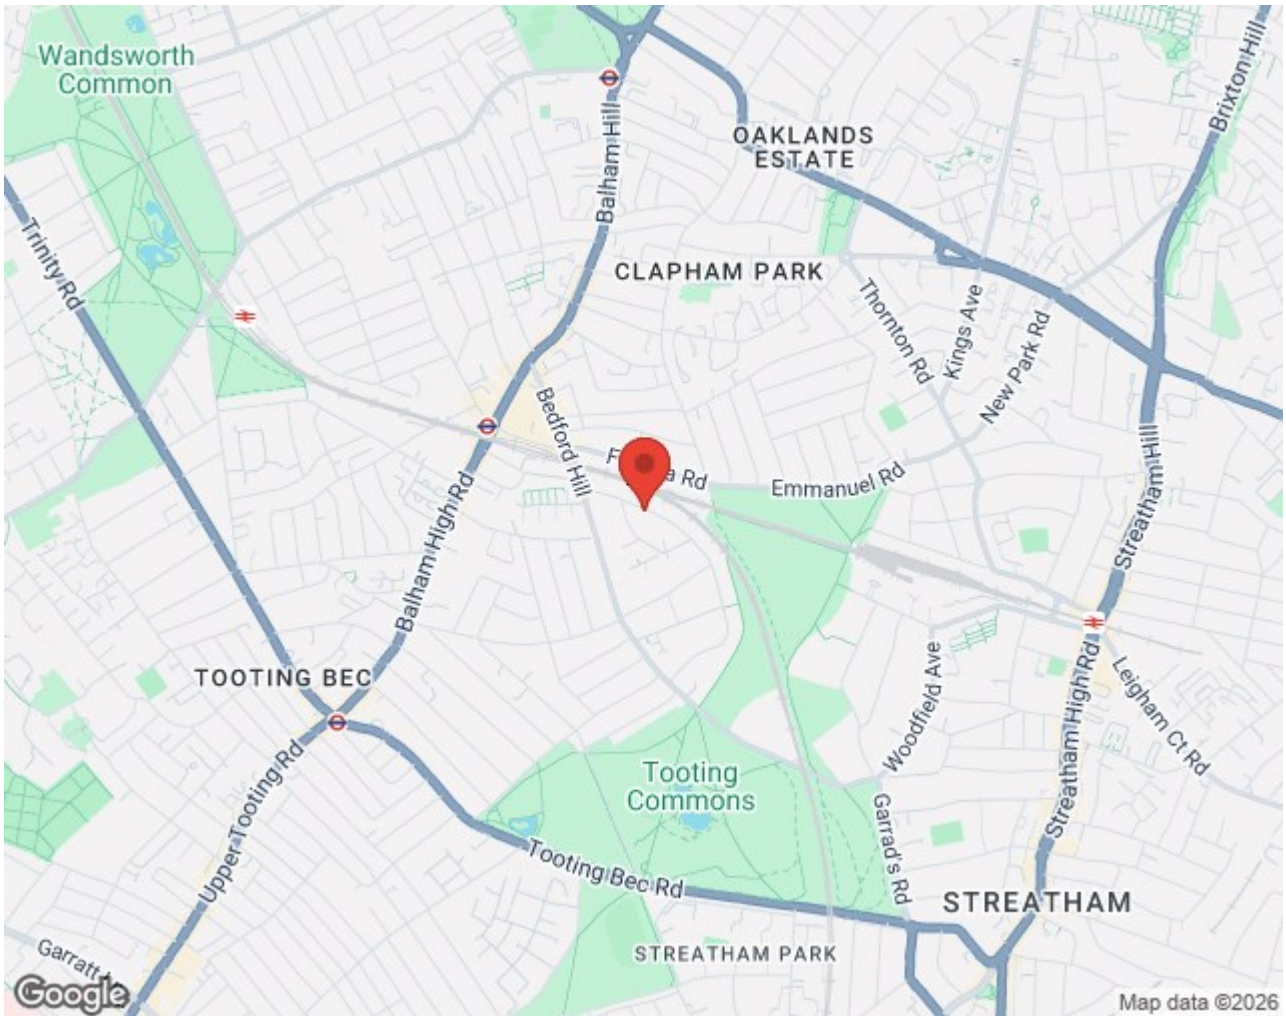 Wandsworth
Common
Brixton Hill
Balham Hill
OAKLANDS
ESTATE
Trinity Rd
CLAPHAM PARK
Thornton Rd
Kings Ave
New Park Rd
Bedford Hill
Emmanuel Rd
Rd
Streatham Hill
Balham High Rd
TOOTING BEC
Woodfield Ave
Leigham Ct Rd
Streatham High Rd
Upper Tooting Rd
Tooting
Commons
Garrad's Rd
Tooting Bec Rd
STREATHAM
STREATHAM PARK
Garratt
Google
Map data ©2026